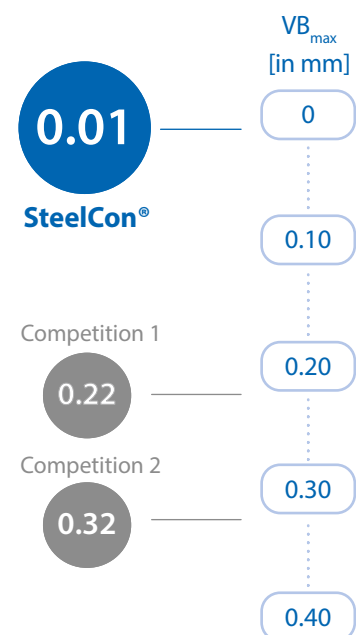 VBmax
[in mm]
0
0.01
SteelCon®
0.10
Competition 1
0.20
0.22
Competition 2
0.30
0.32
0.40